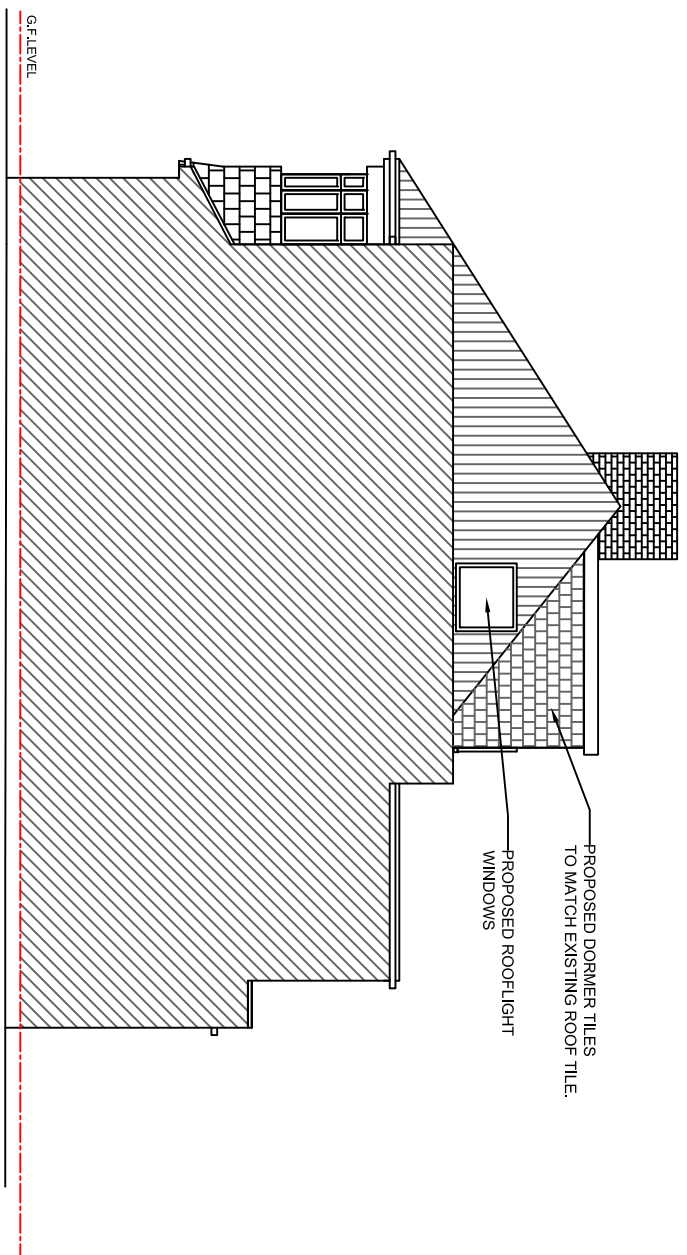 PROPOSED DORMER TILES
TO MATCH EXISTING ROOF TILE.
PROPOSED ROOFLIGHT
WINDOWS
G.F.LEVEL